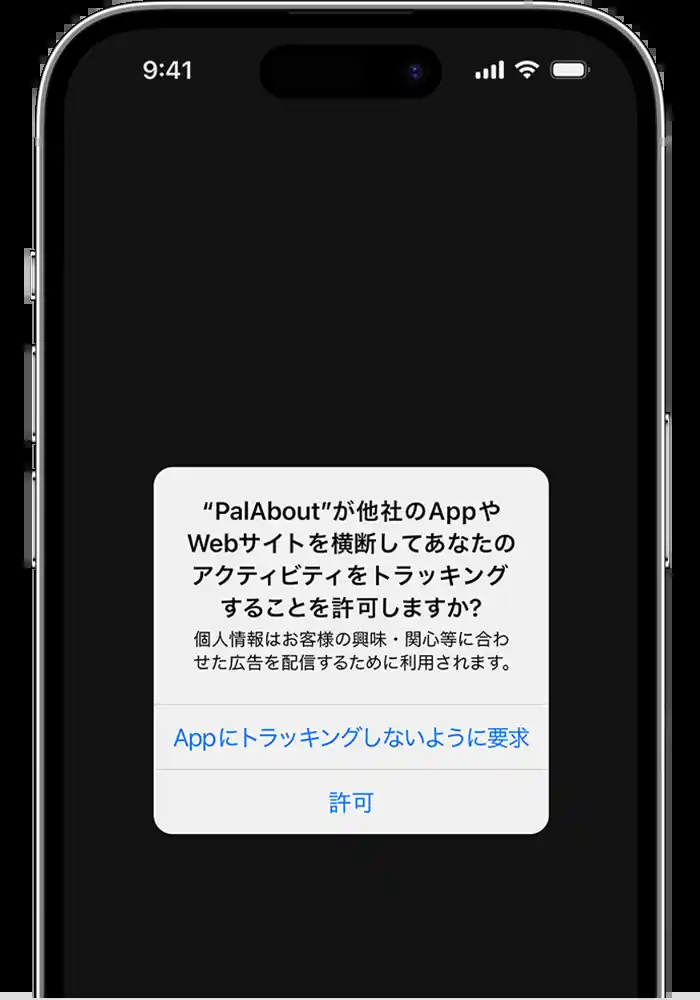 9:41
“PalAbout”が他社のAppや
Webサイトを横断してあなたの
アクティビティをトラッキング
することを許可しますか?
個人情報はお客様の興味・関心等に合わ
せた広告を配信するために利用されます。
Appにトラッキングしないように要求
許可